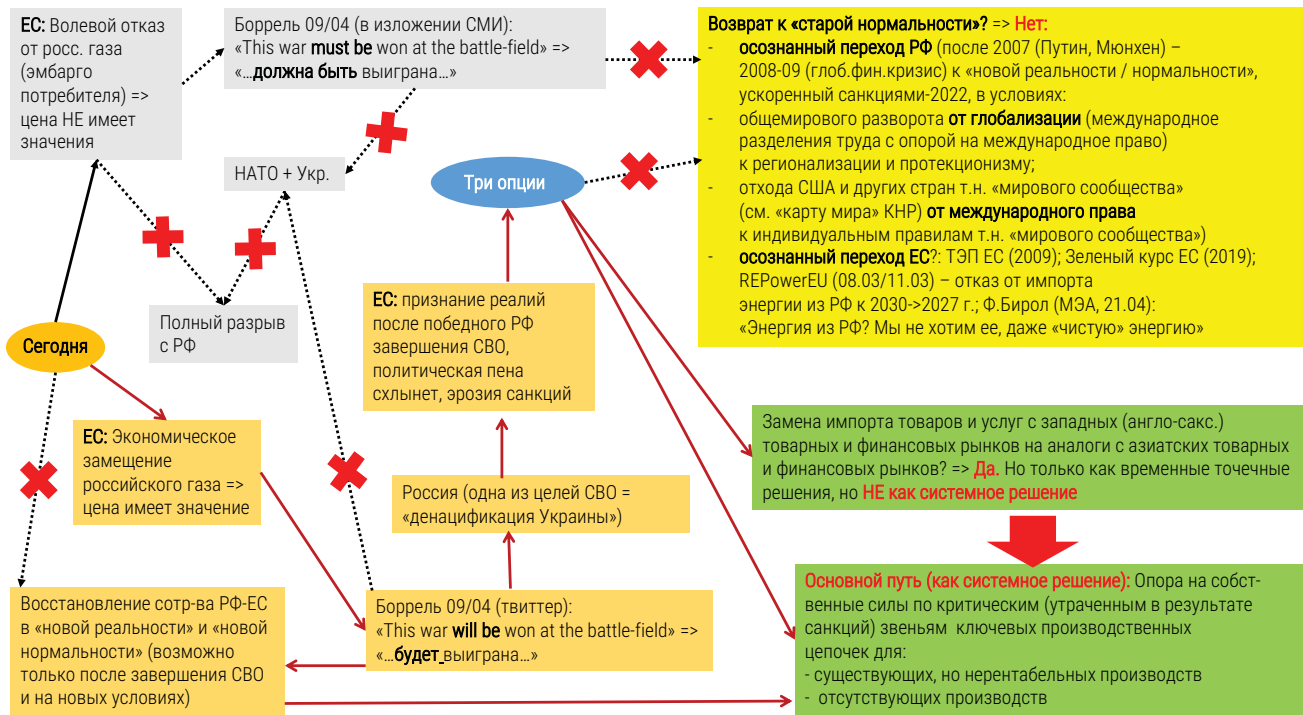 ЕС: Волевой отказ
от росс. газа
(эмбарго
потребителя) =>
цена НЕ имеет
значения
Боррель 09/04 (в изложении СМИ):
«This war must be won at the battle-field» =>
«…должна быть выиграна…»
Возврат к «старой нормальности»? => Нет:
- осознанный переход РФ (после 2007 (Путин, Мюнхен) –
2008-09 (глоб.фин.кризис) к «новой реальности / нормальности»,
ускоренный санкциями-2022, в условиях:
- общемирового разворота от глобализации (международное
разделения труда с опорой на международное право)
к регионализации и протекционизму;
- отхода США и других стран т.н. «мирового сообщества»
(см. «карту мира» КНР) от международного права
к индивидуальным правилам т.н. «мирового сообщества»)
- осознанный переход ЕС?: ТЭП ЕС (2009); Зеленый курс ЕС (2019);
REPowerEU (08.03/11.03) – отказ от импорта
энергии из РФ к 2030->2027 г.; Ф.Бирол (МЭА, 21.04):
«Энергия из РФ? Мы не хотим ее, даже «чистую» энергию»
НАТО + Укр.
Три опции
Полный разрыв
с РФ
Сегодня
ЕС: признание реалий
после победного РФ
завершения СВО,
политическая пена
схлынет, эрозия санкций
ЕС: Экономическое
замещение
российского газа =>
цена имеет значение
Россия (одна из целей СВО =
«денацификация Украины»)
Замена импорта товаров и услуг с западных (англо-сакс.)
товарных и финансовых рынков на аналоги с азиатских товарных
и финансовых рынков? => Да. Но только как временные точечные
решения, но НЕ как системное решение
Восстановление сотр-ва РФ-ЕС
в «новой реальности» и «новой
нормальности» (возможно
только после завершения СВО
и на новых условиях)
Боррель 09/04 (твиттер):
«This war will be won at the battle-field» =>
«…будет выиграна…»
Основной путь (как системное решение): Опора на собст-
венные силы по критическим (утраченным в результате
санкций) звеньям ключевых производственных
цепочек для:
- существующих, но нерентабельных производств
- отсутствующих производств